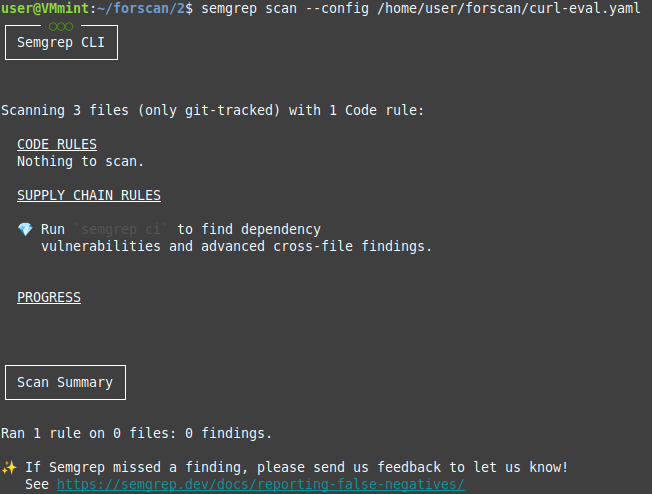 user@VMmint:~/forscan/2$ semgrep scan --config /home/user/forscan/curl-eval.yaml
Semgrep CLI
Scanning 3 files (only git-tracked) with 1 Code rule:
CODE RULES
Nothing to scan.
SUPPLY CHAIN RULES
💎 Run `semgrep ci` to find dependency
vulnerabilities and advanced cross-file findings.
PROGRESS
Scan Summary
Ran 1 rule on 0 files: 0 findings.
✨ If Semgrep missed a finding, please send us feedback to let us know!
See https://semgrep.dev/docs/reporting-false-negatives/